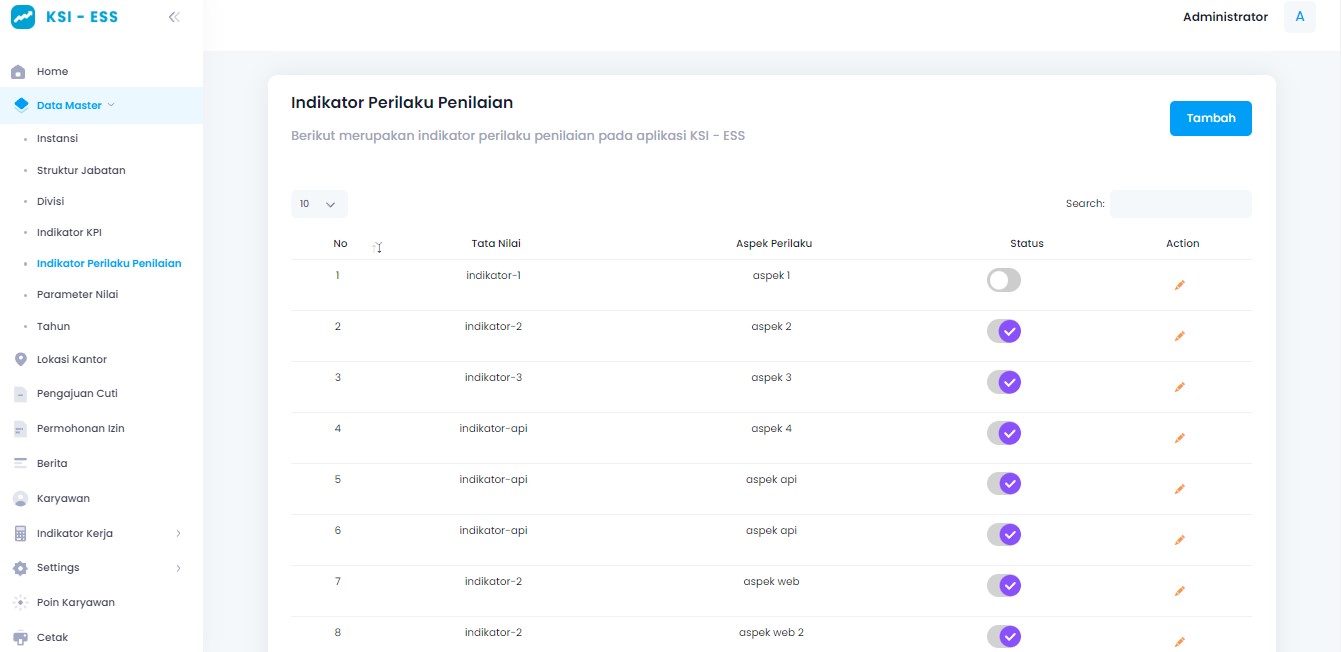 KSI - ESS
Administrator
A
Home
Data Master
Instansi
Struktur Jabatan
Divisi
Indikator KPI
Indikator Perilaku Penilaian
Parameter Nilai
Tahun
Lokasi Kantor
Pengajuan Cuti
Permohonan Izin
Berita
Karyawan
Indikator Kerja
Settings
Poin Karyawan
Cetak
Indikator Perilaku Penilaian
Berikut merupakan indikator perilaku penilaian pada aplikasi KSI - ESS
Tambah
10
Search:
No Tata Nilai Aspek Perilaku Status Action
1 indikator-1 aspek 1
2 indikator-2 aspek 2
3 indikator-3 aspek 3
4 indikator-api aspek 4
5 indikator-api aspek api
6 indikator-api aspek api
7 indikator-2 aspek web
8 indikator-2 aspek web 2